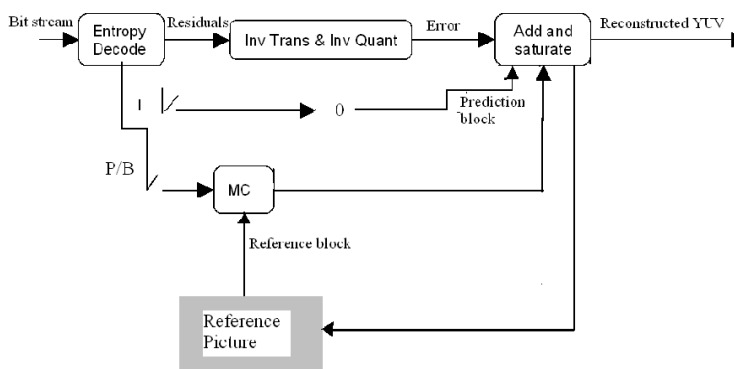 Bit stream
Entropy
Decode
Residuals
Inv Trans & Inv Quant
Error
Add and
saturate
Reconstructed YUV
I
0
Prediction
block
P/B
MC
Reference block
Reference
Picture